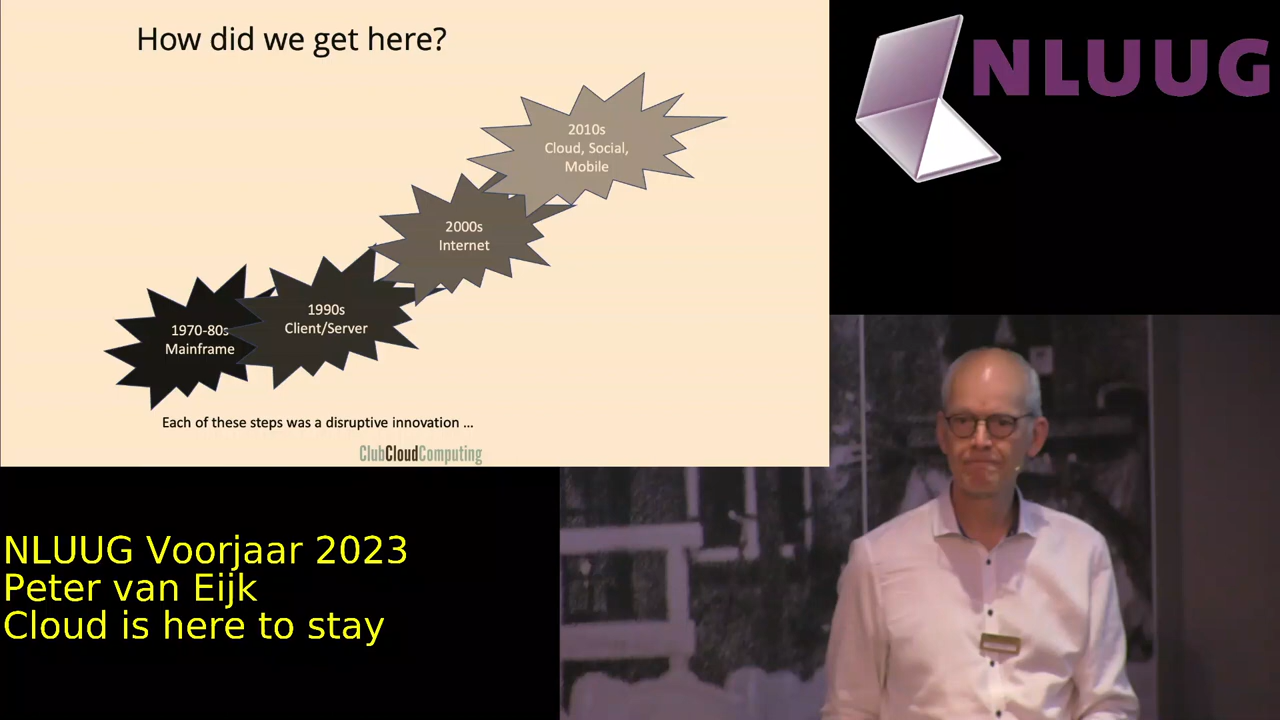 How did we get here?
2010s
Cloud, Social,
Mobile
2000s
Internet
1990s
Client/Server
1970-80s
Mainframe
Each of these steps was a disruptive innovation ...
ClubCloudComputing
NLUUG
NLUUG Voorjaar 2023
Peter van Eijk
Cloud is here to stay